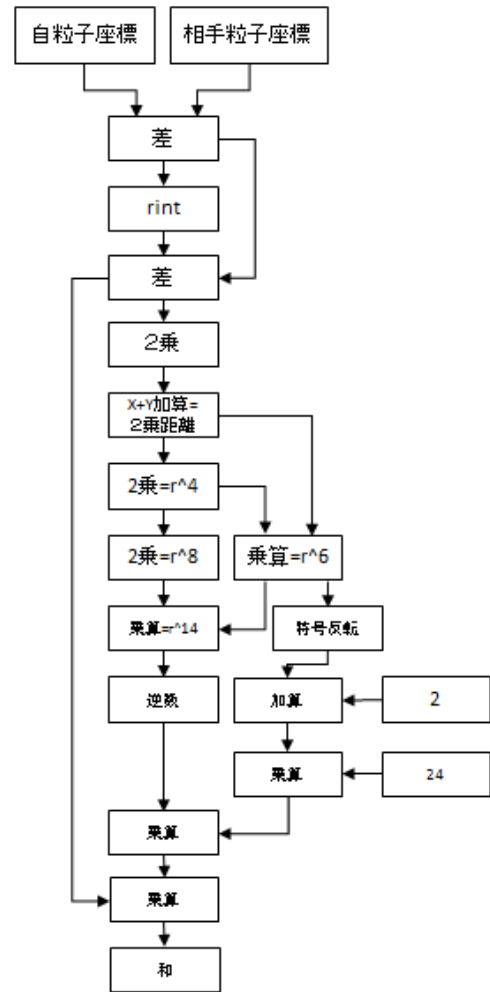 自粒子座標
相手粒子座標
差
rint
差
2乗
X+Y加算=
2乗距離
2乗=r^4
2乗=r^8
乗算=r^6
乗算=r^14
符号反転
逆数
加算
2
乗算
24
乗算
乗算
和